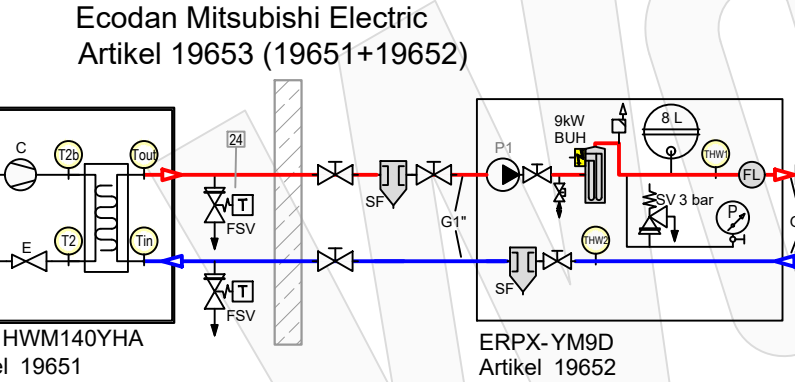 Ecodan Mitsubishi Electric
Artikel 19653 (19651+19652)
C
T2b
Tout
24
9kW
BUH
8 L
P1
THW1
FL
SF
T
FSV
G1"
SV 3 bar
P
E
T2
Tin
THW2
SF
T
FSV
HWM140YHA
19651
ERPX-YM9D
Artikel 19652